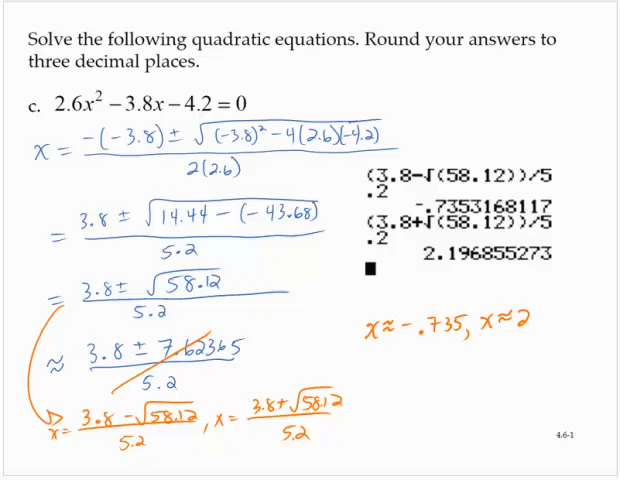 Solve the following quadratic equations. Round your answers to
three decimal places.
c. 2.6x² − 3.8x − 4.2 = 0
x = (-(-3.8) ± √((-3.8)² - 4(2.6)(-4.2))) / 2(2.6)
= (3.8 ± √(14.44 - (-43.68))) / 5.2
= (3.8 ± √58.12) / 5.2
≈ (3.8 ± 7.62365) / 5.2
x = (3.8 - √58.12) / 5.2 , x = (3.8 + √58.12) / 5.2
(3.8-√(58.12))/5
.2
-.7353168117
(3.8+√(58.12))/5
.2
2.196855273
x ≈ -.735, x ≈ 2
4.6-1